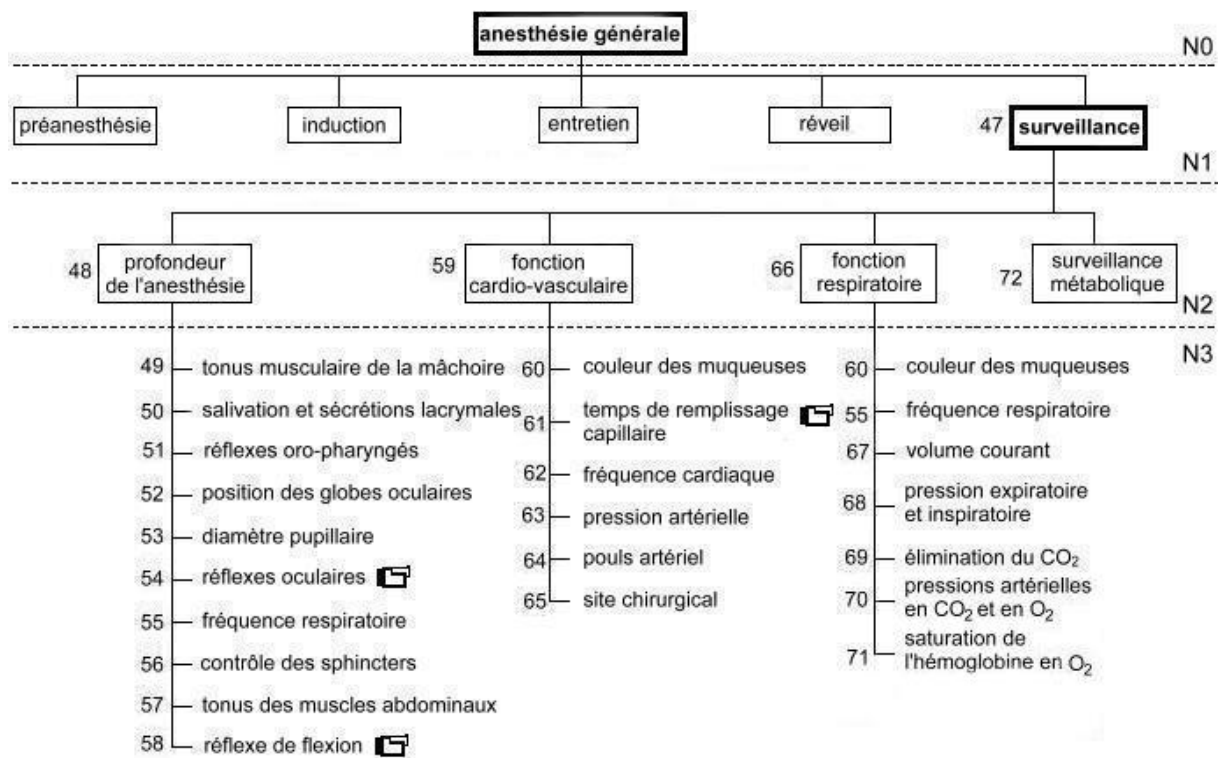 anesthésie générale
N0
préanesthésie
induction
entretien
réveil
47 surveillance
N1
48 profondeur
de l'anesthésie
59 fonction
cardio-vasculaire
66 fonction
respiratoire
72 surveillance
métabolique
N2
N3
49 tonus musculaire de la mâchoire
50 salivation et sécrétions lacrymales
51 réflexes oro-pharyngés
52 position des globes oculaires
53 diamètre pupillaire
54 réflexes oculaires
55 fréquence respiratoire
56 contrôle des sphincters
57 tonus des muscles abdominaux
58 réflexe de flexion
60 couleur des muqueuses
61 temps de remplissage
capillaire
62 fréquence cardiaque
63 pression artérielle
64 pouls artériel
65 site chirurgical
60 couleur des muqueuses
55 fréquence respiratoire
67 volume courant
68 pression expiratoire
et inspiratoire
69 élimination du CO2
70 pressions artérielles
en CO2 et en O2
71 saturation de
l'hémoglobine en O2